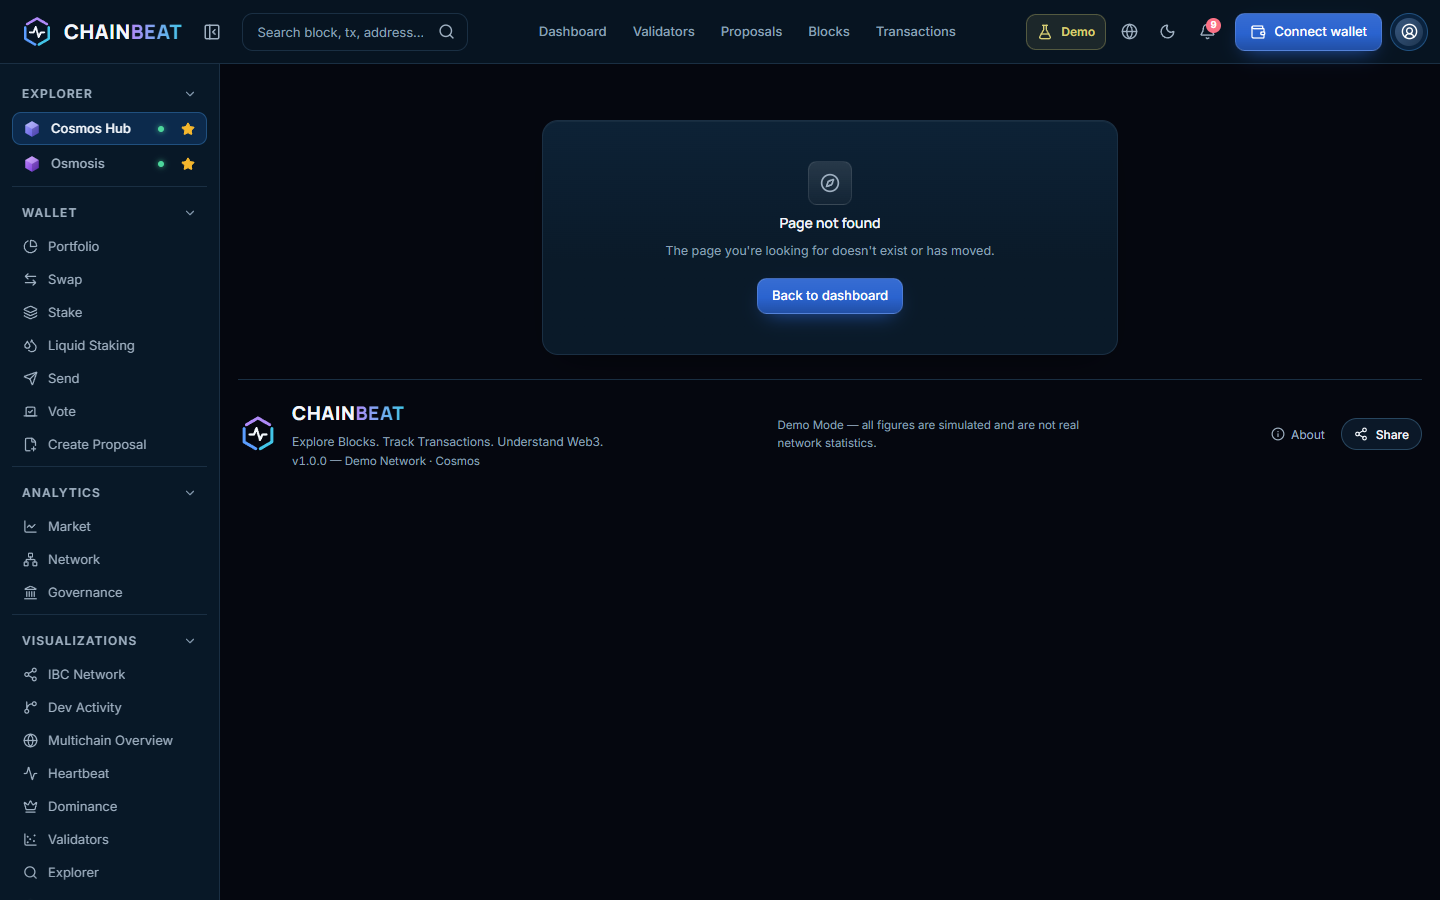 CHAINBEAT
Search block, tx, address...
Dashboard
Validators
Proposals
Blocks
Transactions
Demo
9
Connect wallet
EXPLORER
Cosmos Hub
Osmosis
WALLET
Portfolio
Swap
Stake
Liquid Staking
Send
Vote
Create Proposal
ANALYTICS
Market
Network
Governance
VISUALIZATIONS
IBC Network
Dev Activity
Multichain Overview
Heartbeat
Dominance
Validators
Explorer
Page not found
The page you're looking for doesn't exist or has moved.
Back to dashboard
CHAINBEAT
Explore Blocks. Track Transactions. Understand Web3.
v1.0.0 — Demo Network · Cosmos
Demo Mode — all figures are simulated and are not real
network statistics.
About
Share